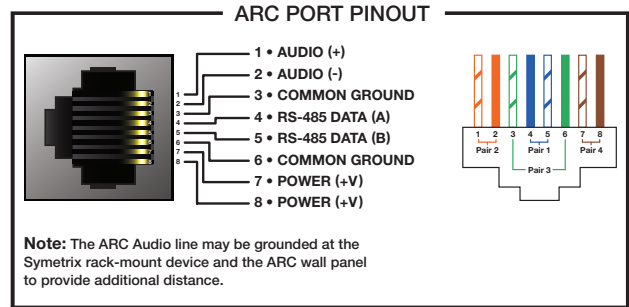 ARC PORT PINOUT
1 • AUDIO (+)
2 • AUDIO (-)
3 • COMMON GROUND
4 • RS-485 DATA (A)
5 • RS-485 DATA (B)
6 • COMMON GROUND
7 • POWER (+V)
8 • POWER (+V)
1
2
3
4
5
6
7
8
1 2 3 4 5 6 7 8
Pair 2 Pair 1 Pair 4
Pair 3
Note: The ARC Audio line may be grounded at the
Symetrix rack-mount device and the ARC wall panel
to provide additional distance.